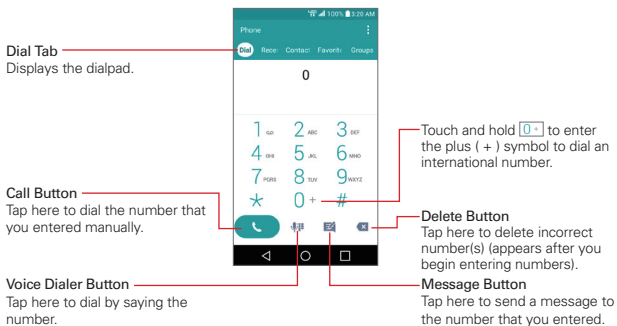 100% 3:20 AM
Phone
Dial Rece Contact Favorit Groups
0
1
2 ABC 3 DEF
4 GHI 5 JKL 6 MNO
7 PQRS 8 TUV 9 WXYZ
* 0 + #
Dial Tab
Displays the dialpad.
Call Button
Tap here to dial the number that
you entered manually.
Voice Dialer Button
Tap here to dial by saying the
number.
Touch and hold 0 + to enter
the plus ( + ) symbol to dial an
international number.
Delete Button
Tap here to delete incorrect
number(s) (appears after you
begin entering numbers).
Message Button
Tap here to send a message to
the number that you entered.